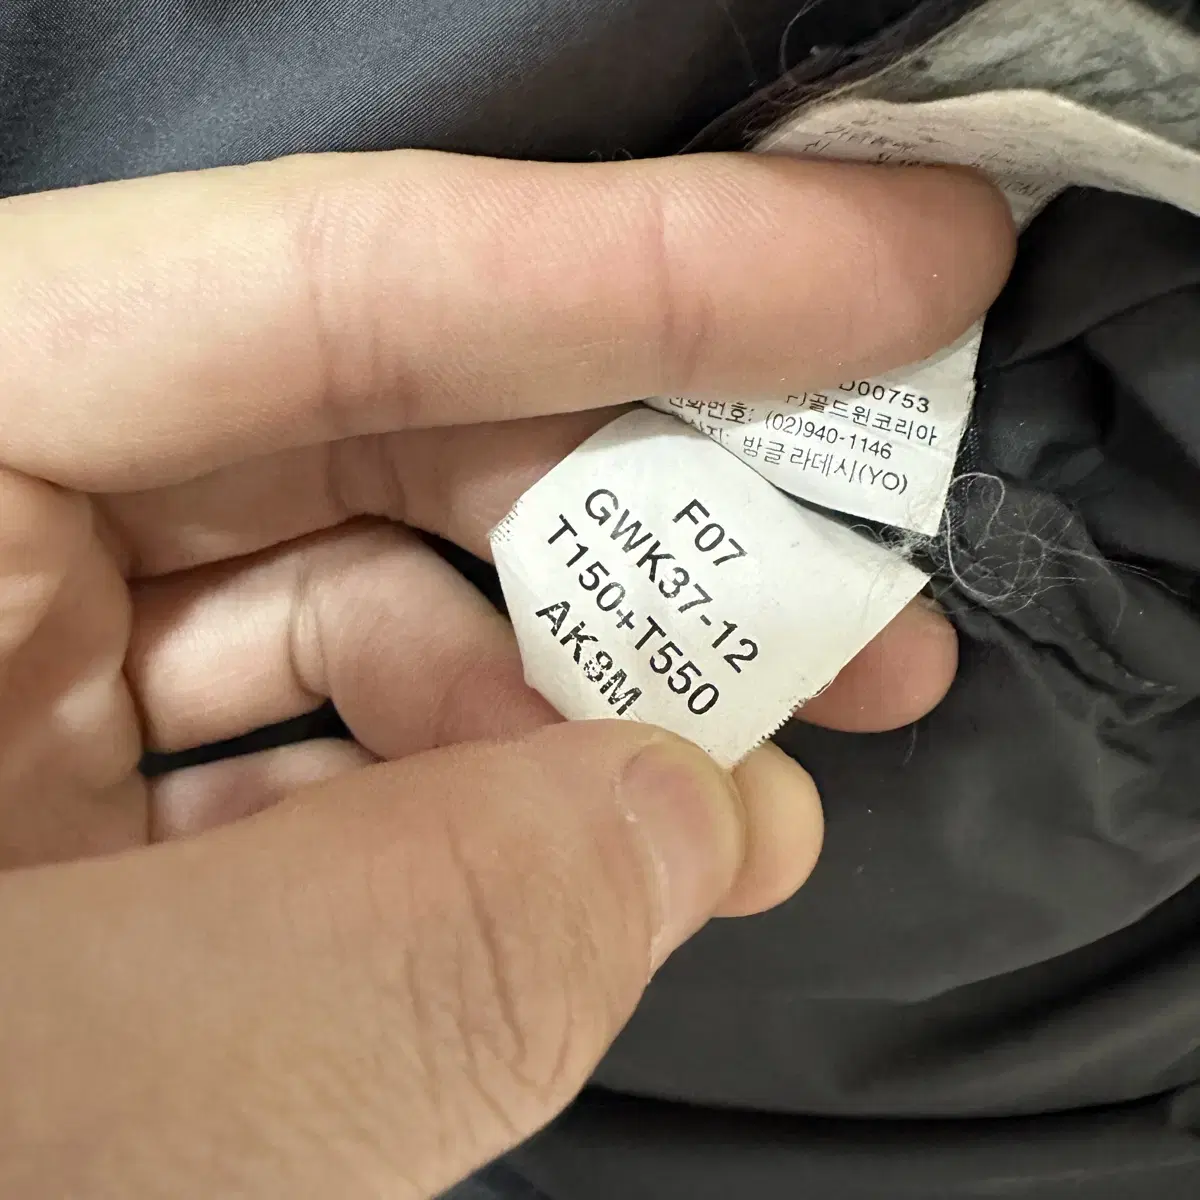 D00753
골드윈코리아
전화번호: (02)940-1146
방글라데시(YO)
F07
GWK37-12
T150+T550
AK8M